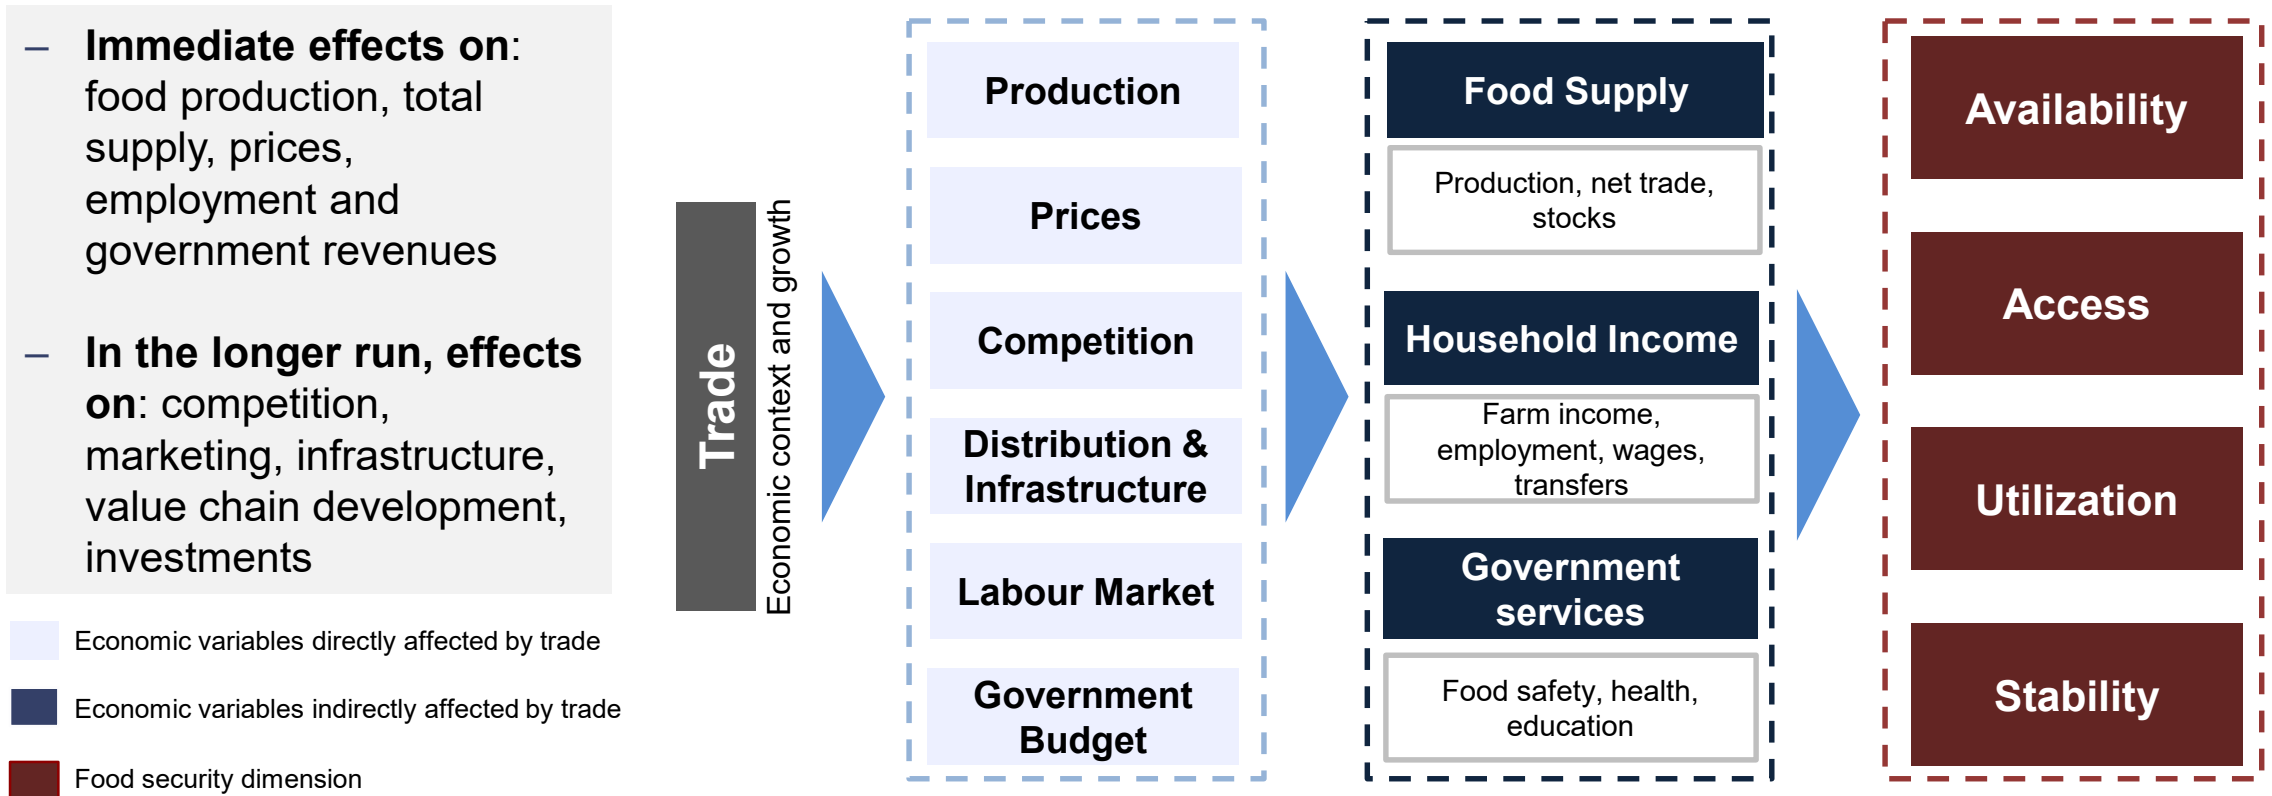 – Immediate effects on:
food production, total
supply, prices,
employment and
government revenues
– In the longer run, effects
on: competition,
marketing, infrastructure,
value chain development,
investments
Economic variables directly affected by trade
Economic variables indirectly affected by trade
Food security dimension
Trade
Economic context and growth
Production
Prices
Competition
Distribution &
Infrastructure
Labour Market
Government
Budget
Food Supply
Production, net trade,
stocks
Household Income
Farm income,
employment, wages,
transfers
Government
services
Food safety, health,
education
Availability
Access
Utilization
Stability